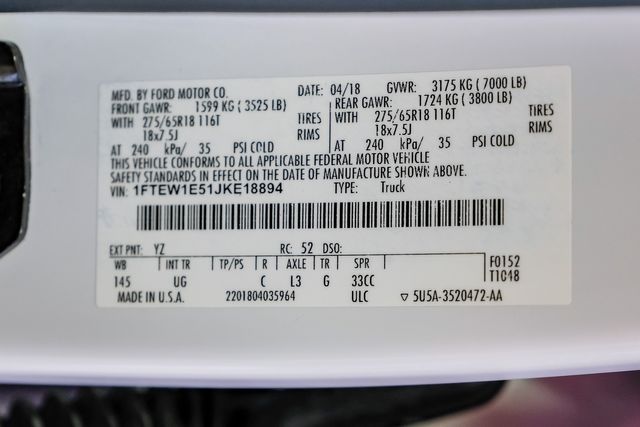 MFD. BY FORD MOTOR CO. DATE: 04/18 GVWR: 3175 KG (7000 LB)
FRONT GAWR: 1599 KG (3525 LB) REAR GAWR: 1724 KG (3800 LB)
WITH 275/65R18 116T TIRES WITH 275/65R18 116T TIRES
18x7.5J RIMS 18x7.5J RIMS
AT 240 kPa/ 35 PSI COLD AT 240 kPa/ 35 PSI COLD
THIS VEHICLE CONFORMS TO ALL APPLICABLE FEDERAL MOTOR VEHICLE
SAFETY STANDARDS IN EFFECT ON THE DATE OF MANUFACTURE SHOWN ABOVE.
VIN: 1FTEW1E51JKE18894 TYPE: Truck
EXT PNT: YZ RC: 52 DSO:
WB INT TR TP/PS R AXLE TR SPR F0152
145 UG C L3 G 33CC T1048
MADE IN U.S.A. 2201804035964 ULC ▽ 5U5A-3520472-AA